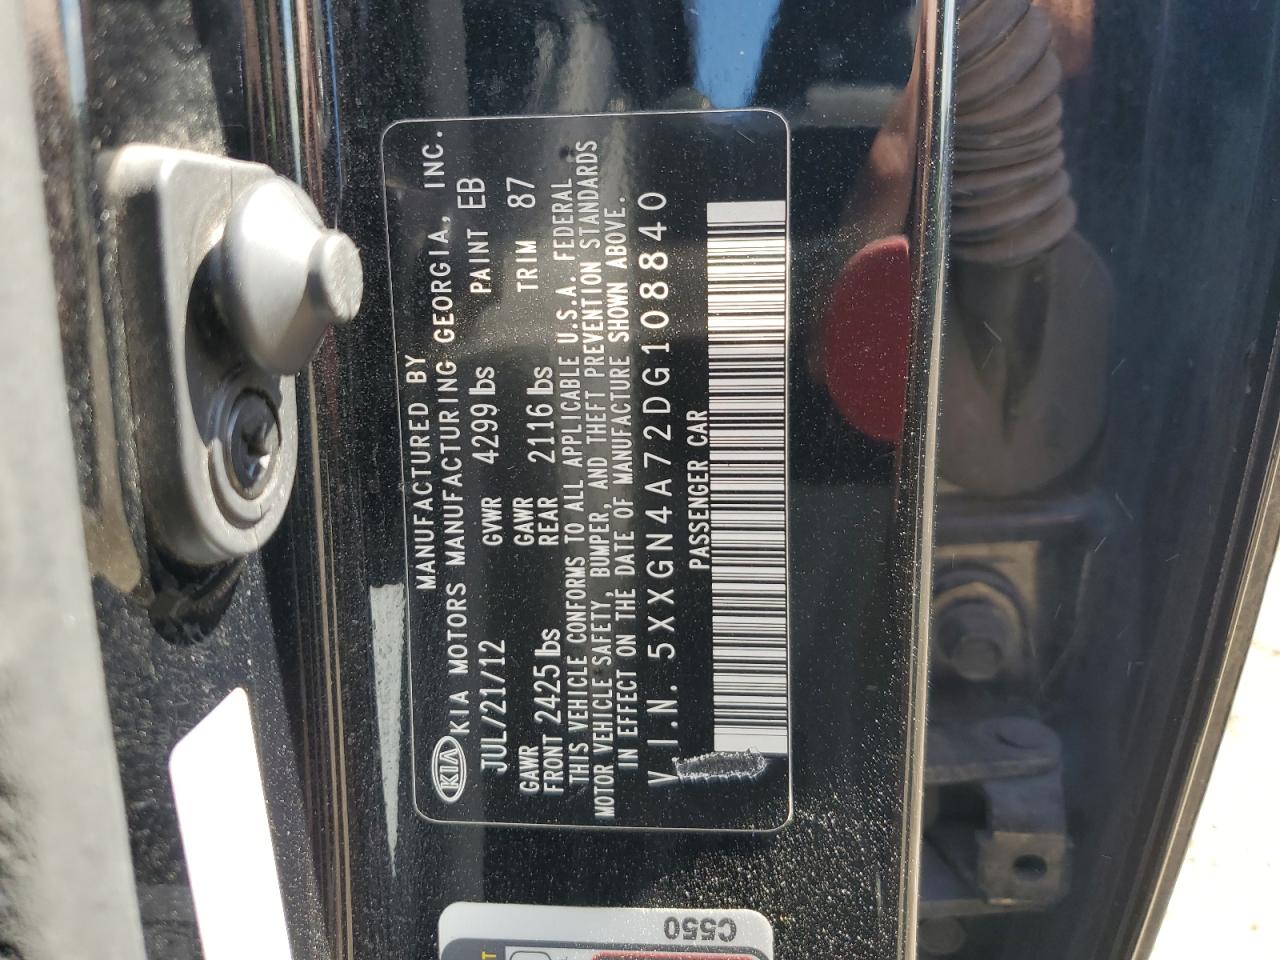 MANUFACTURED BY
KIA KIA MOTORS MANUFACTURING GEORGIA, INC.
JUL/21/12 GVWR 4299 lbs PAINT EB
GAWR FRONT 2425 lbs GAWR REAR 2116 lbs TRIM 87
THIS VEHICLE CONFORMS TO ALL APPLICABLE U.S.A. FEDERAL
MOTOR VEHICLE SAFETY, BUMPER, AND THEFT PREVENTION STANDARDS
IN EFFECT ON THE DATE OF MANUFACTURE SHOWN ABOVE.
V.I.N. 5XXGN4A72DG108840
PASSENGER CAR
C550